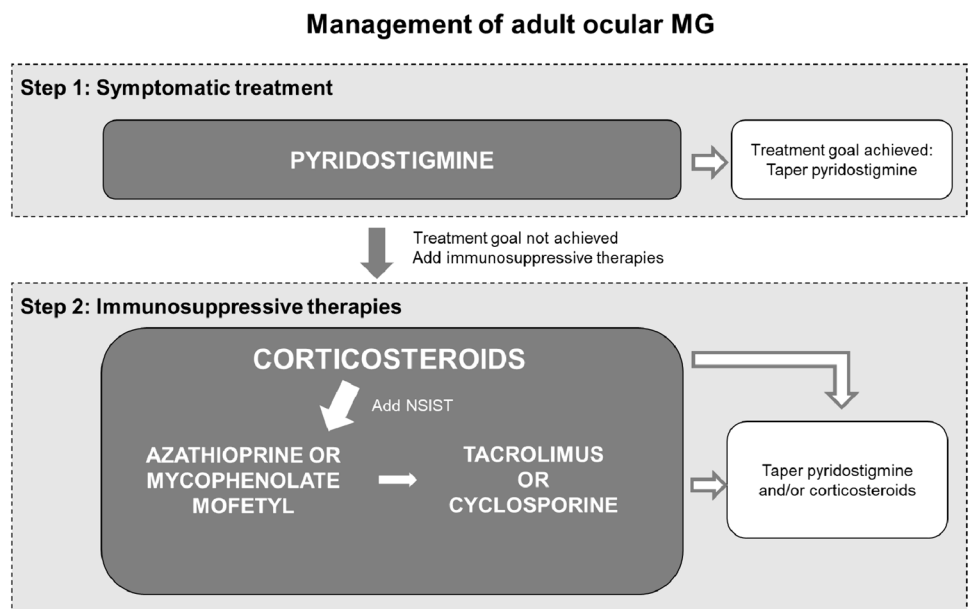 Management of adult ocular MG
Step 1: Symptomatic treatment
PYRIDOSTIGMINE
Treatment goal achieved:
Taper pyridostigmine
Treatment goal not achieved
Add immunosuppressive therapies
Step 2: Immunosuppressive therapies
CORTICOSTEROIDS
Add NSIST
AZATHIOPRINE OR
MYCOPHENOLATE
MOFETYL
TACROLIMUS
OR
CYCLOSPORINE
Taper pyridostigmine
and/or corticosteroids